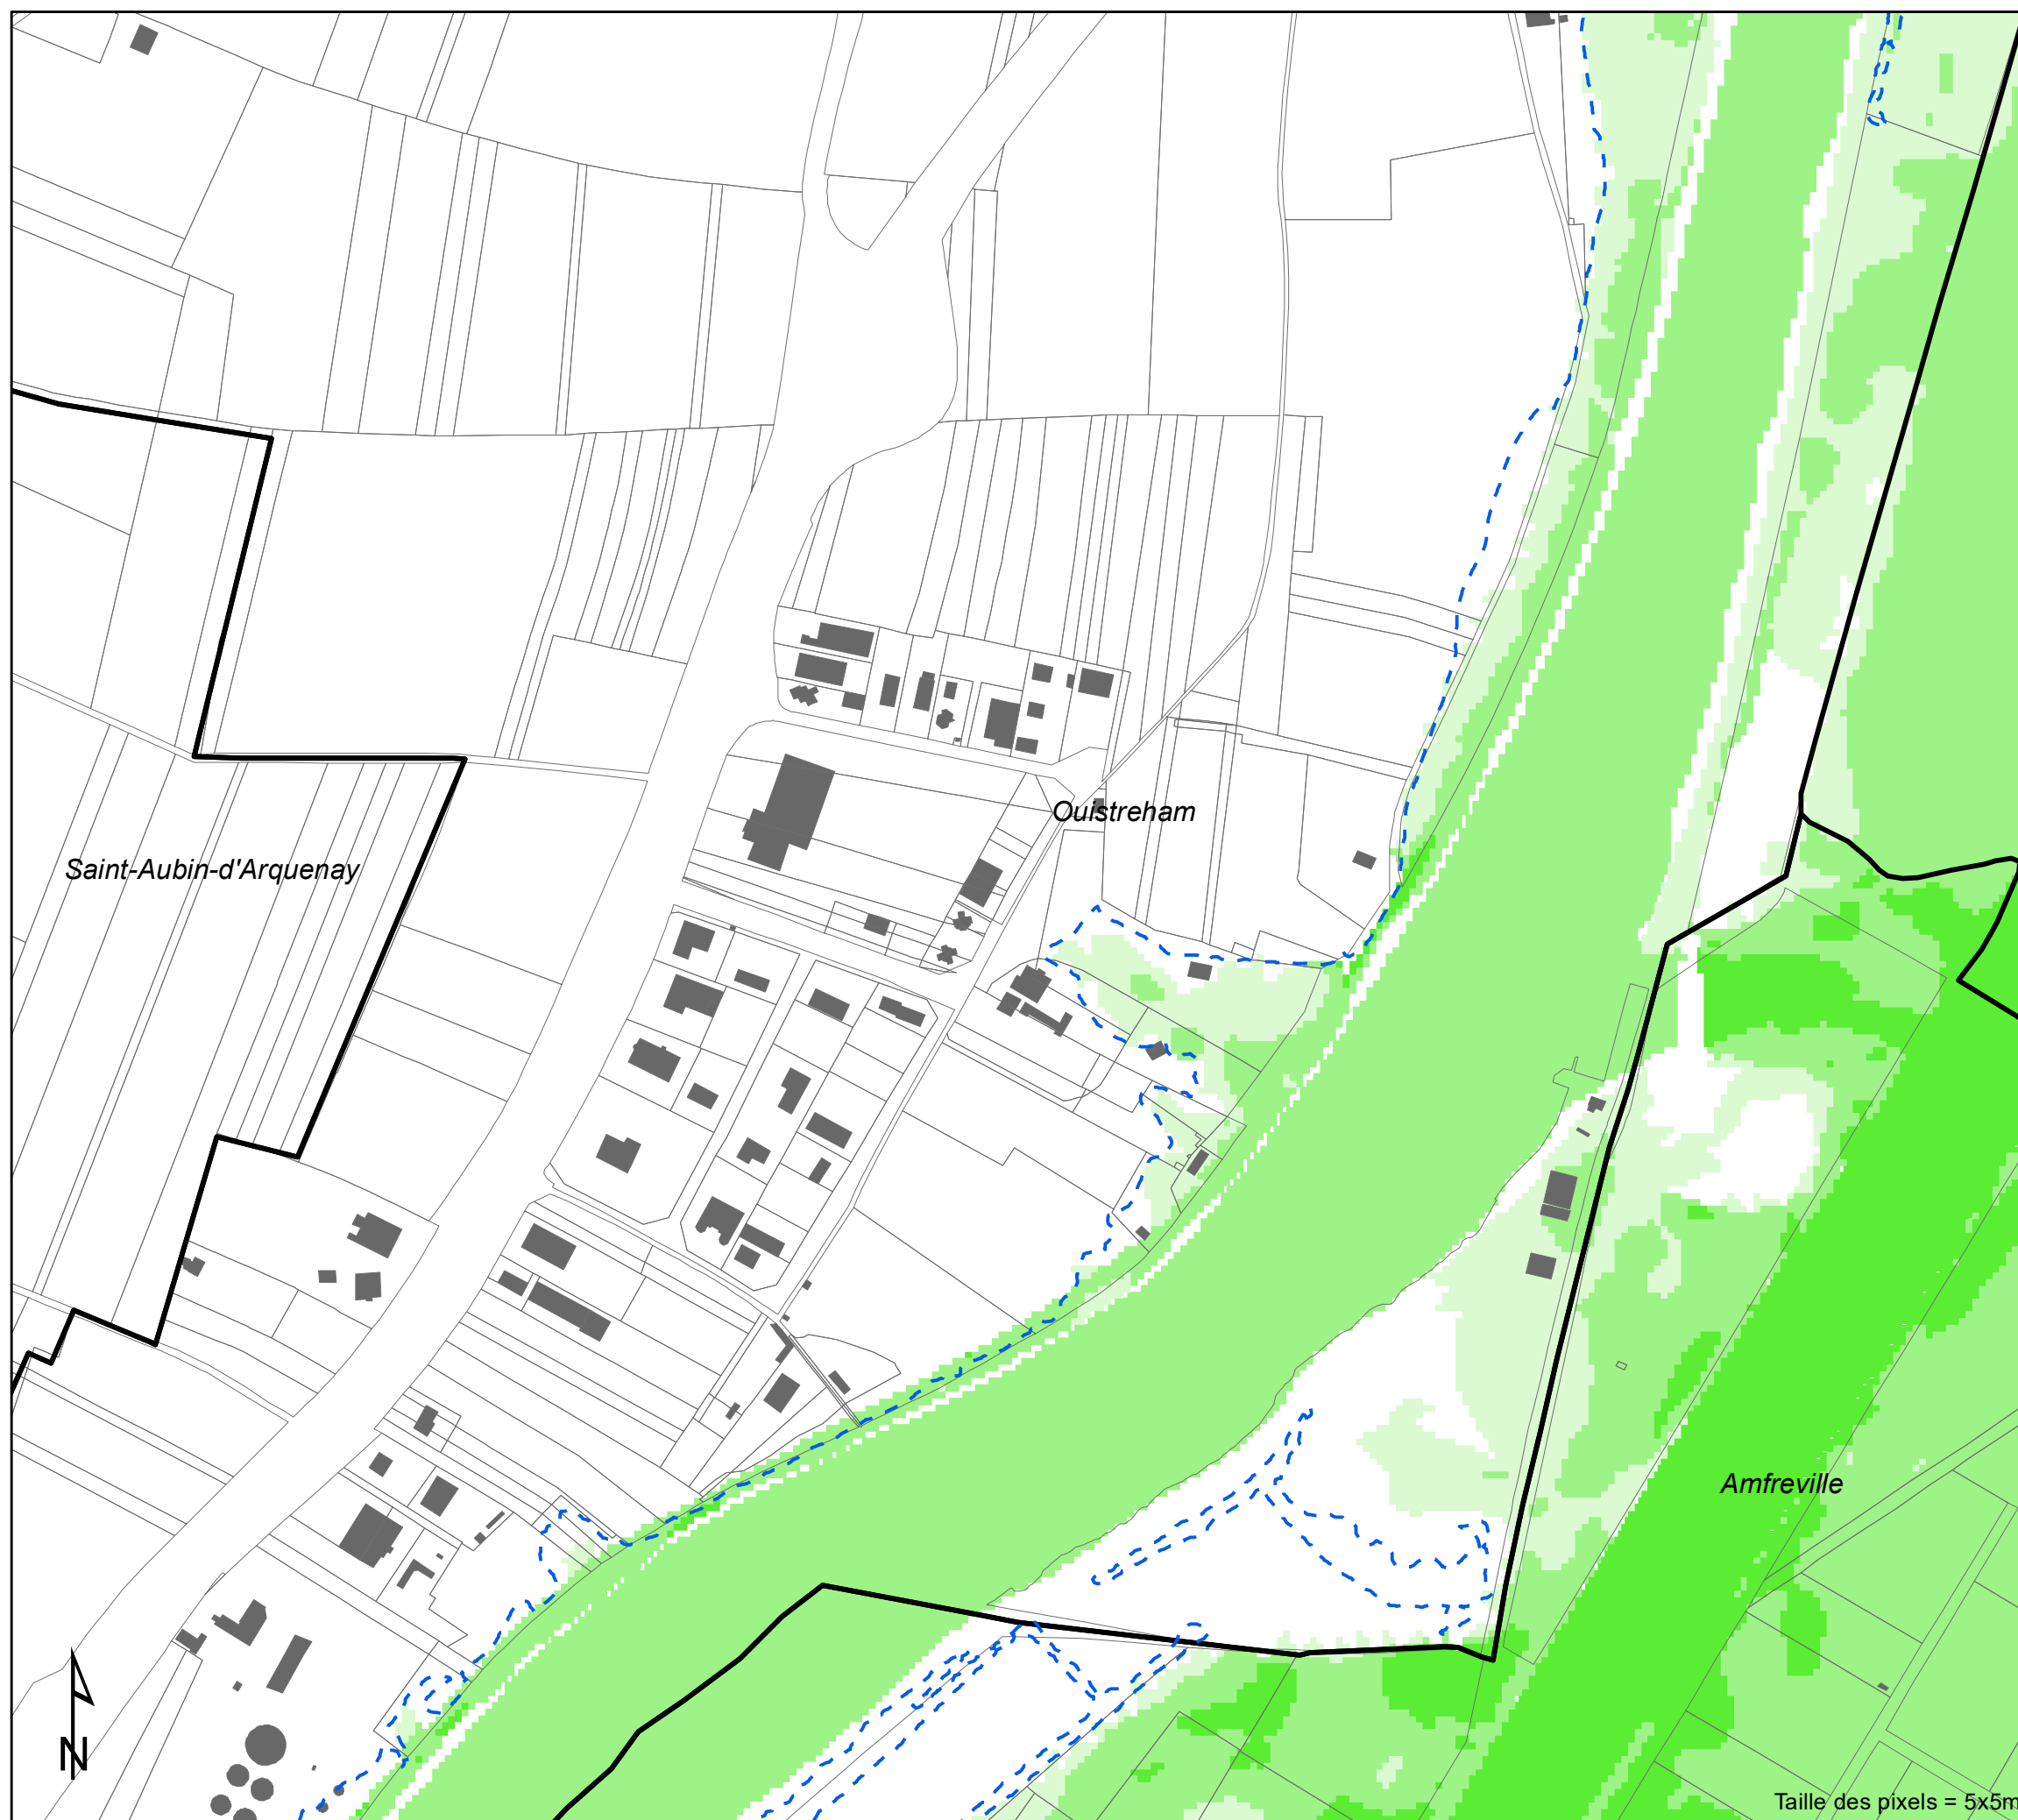 Ouistreham
Saint-Aubin-d'Arquenay
Amfreville
N
Taille des pixels = 5x5m